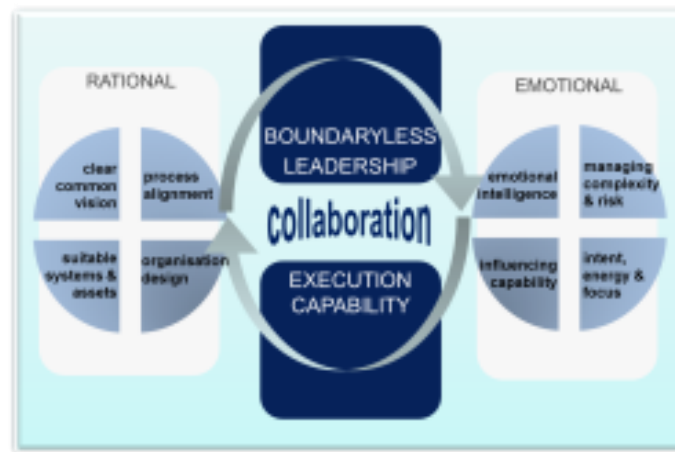 RATIONAL
clear
common
vision
process
alignment
suitable
systems &
assets
organisation
design
BOUNDARYLESS
LEADERSHIP
collaboration
EXECUTION
CAPABILITY
EMOTIONAL
emotional
intelligence
managing
complexity
& risk
influencing
capability
intent,
energy &
focus